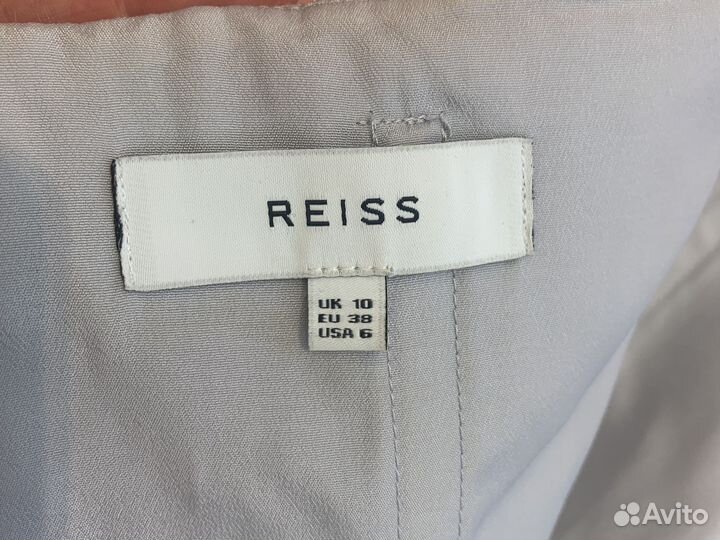 REISS
UK 10
EU 38
USA 6
Avito